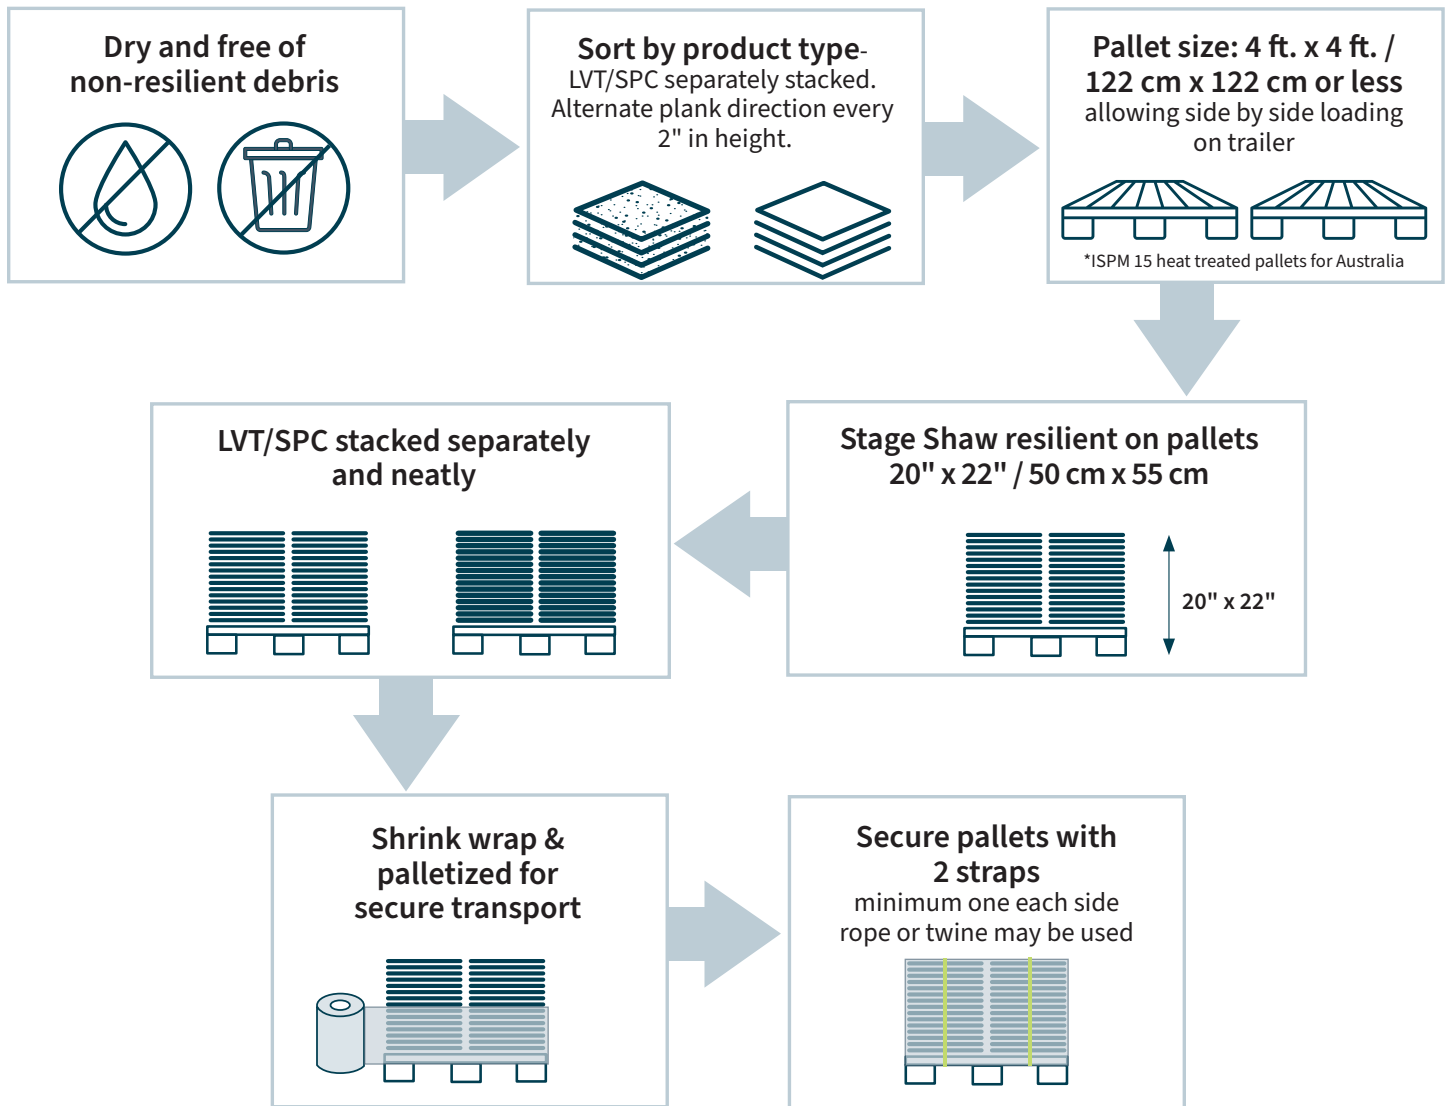 Dry and free of
non-resilient debris
Sort by product type-
LVT/SPC separately stacked.
Alternate plank direction every
2" in height.
Pallet size: 4 ft. x 4 ft. /
122 cm x 122 cm or less
allowing side by side loading
on trailer
*ISPM 15 heat treated pallets for Australia
Stage Shaw resilient on pallets
20" x 22" / 50 cm x 55 cm
20" x 22"
LVT/SPC stacked separately
and neatly
Shrink wrap &
palletized for
secure transport
Secure pallets with
2 straps
minimum one each side
rope or twine may be used